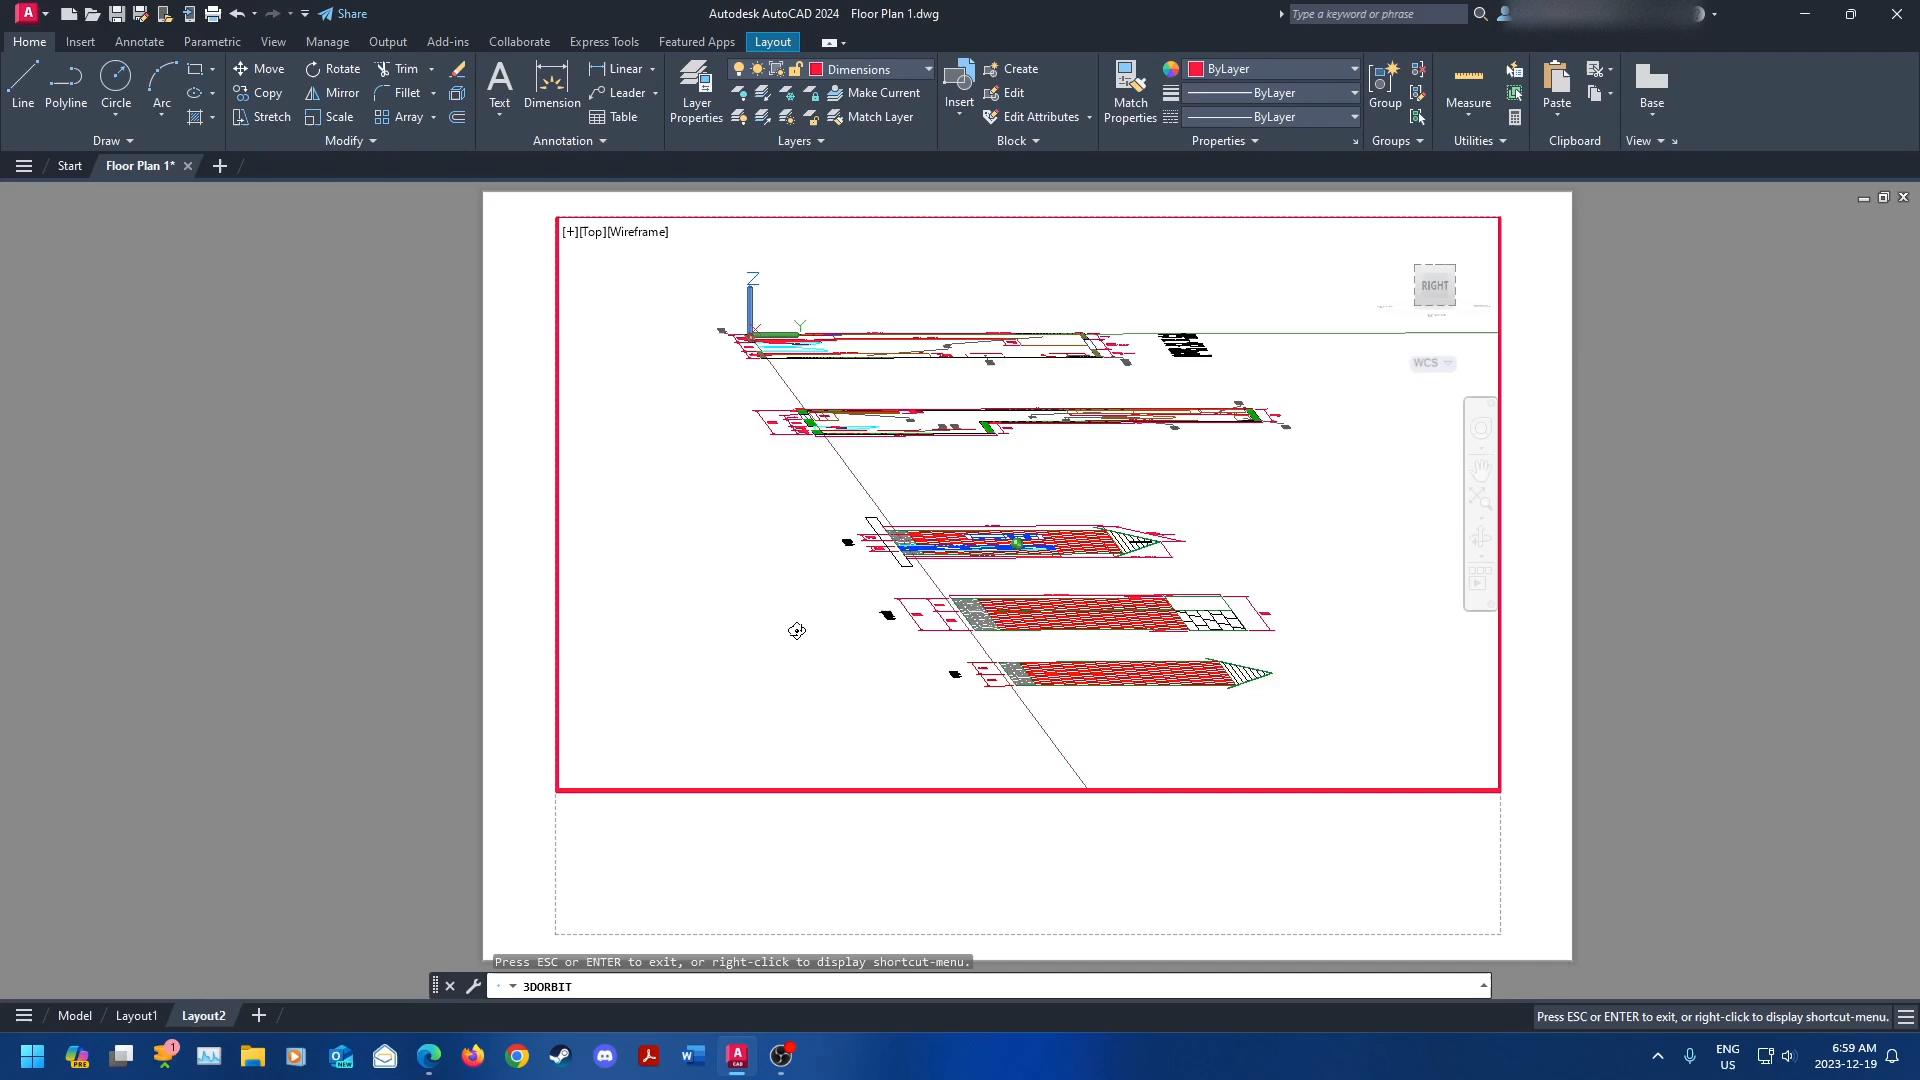 A Share Autodesk AutoCAD 2024 Floor Plan 1.dwg Type a keyword or phrase
Home Insert Annotate Parametric View Manage Output Add-ins Collaborate Express Tools Featured Apps Layout
Line Polyline Circle Arc
Move Rotate Trim
Copy Mirror Fillet
Stretch Scale Array
Text Dimension
Linear
Leader
Table
Layer Properties
Dimensions
Make Current
Match Layer
Insert
Create
Edit
Edit Attributes
Match Properties
ByLayer
ByLayer
ByLayer
Group
Measure
Paste
Base
Draw Modify Annotation Layers Block Properties Groups Utilities Clipboard View
Start Floor Plan 1*
[+][Top][Wireframe]
Z
X
Y
RIGHT
WCS
Press ESC or ENTER to exit, or right-click to display shortcut-menu.
3DORBIT
Model Layout1 Layout2
Press ESC or ENTER to exit, or right-click to display shortcut-menu.
PRE
1
NEW
W
A
CAD
ENG
US
6:59 AM
2023-12-19